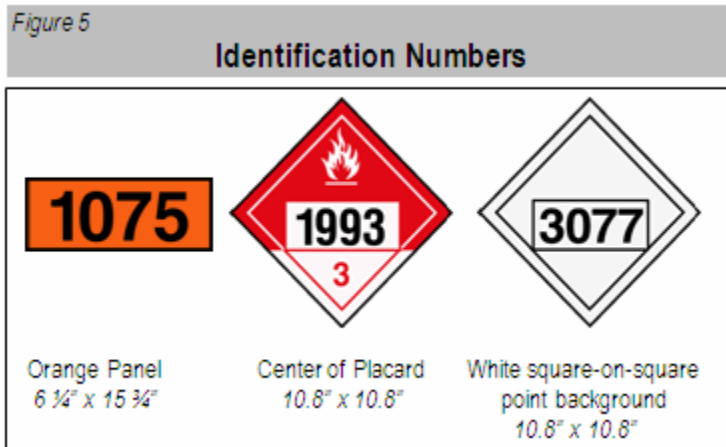 Figure 5
Identification Numbers
1075
1993
3
3077
Orange Panel
6 ¼" x 15 ¾"
Center of Placard
10.8" x 10.8"
White square-on-square
point background
10.8" x 10.8"